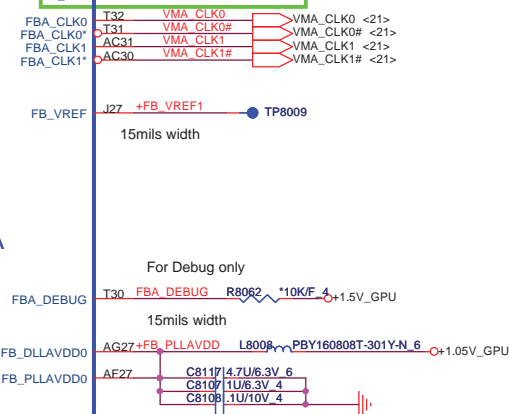 FBA_CLK0 T32 VMA_CLK0 VMA_CLK0 <21>
FBA_CLK0* T31 VMA_CLK0# VMA_CLK0# <21>
FBA_CLK1 AC31 VMA_CLK1 VMA_CLK1 <21>
FBA_CLK1* AC30 VMA_CLK1# VMA_CLK1# <21>
FB_VREF J27 +FB_VREF1 TP8009
15mils width
For Debug only
FBA_DEBUG T30 FBA_DEBUG R8062 *10K/F_4 +1.5V_GPU
15mils width
FB_DLLAVDD0 AG27 +FB_PLLAVDD L8008 PBY160808T-301Y-N_6 +1.05V_GPU
FB_PLLAVDD0 AF27 C8117 4.7U/6.3V_6
C8107 1U/6.3V_4
C8108 .1U/10V_4